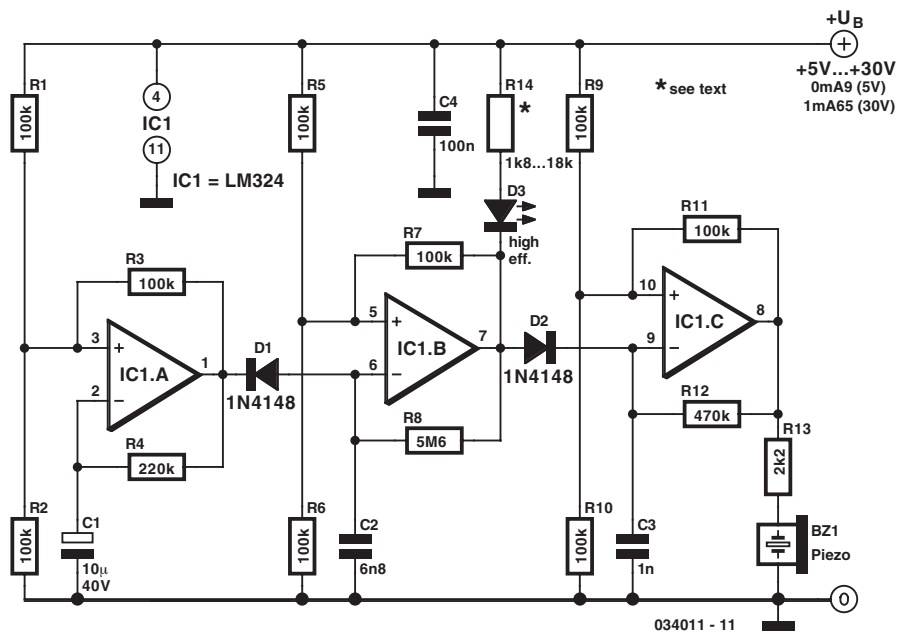 +UB
+
+5V...+30V
0mA9 (5V)
1mA65 (30V)
* see text
R1
100k
4
IC1
11
IC1 = LM324
R5
100k
C4
100n
R14
*
1k8...18k
R9
100k
D3
high
eff.
R3
100k
R7
100k
R11
100k
3
+
IC1.A
1
2
−
D1
1N4148
5
+
IC1.B
7
6
−
D2
1N4148
10
+
IC1.C
8
9
−
R4
220k
R8
5M6
R12
470k
R13
2k2
R2
100k
C1
10µ
40V
R6
100k
C2
6n8
R10
100k
C3
1n
BZ1
Piezo
0
034011 - 11